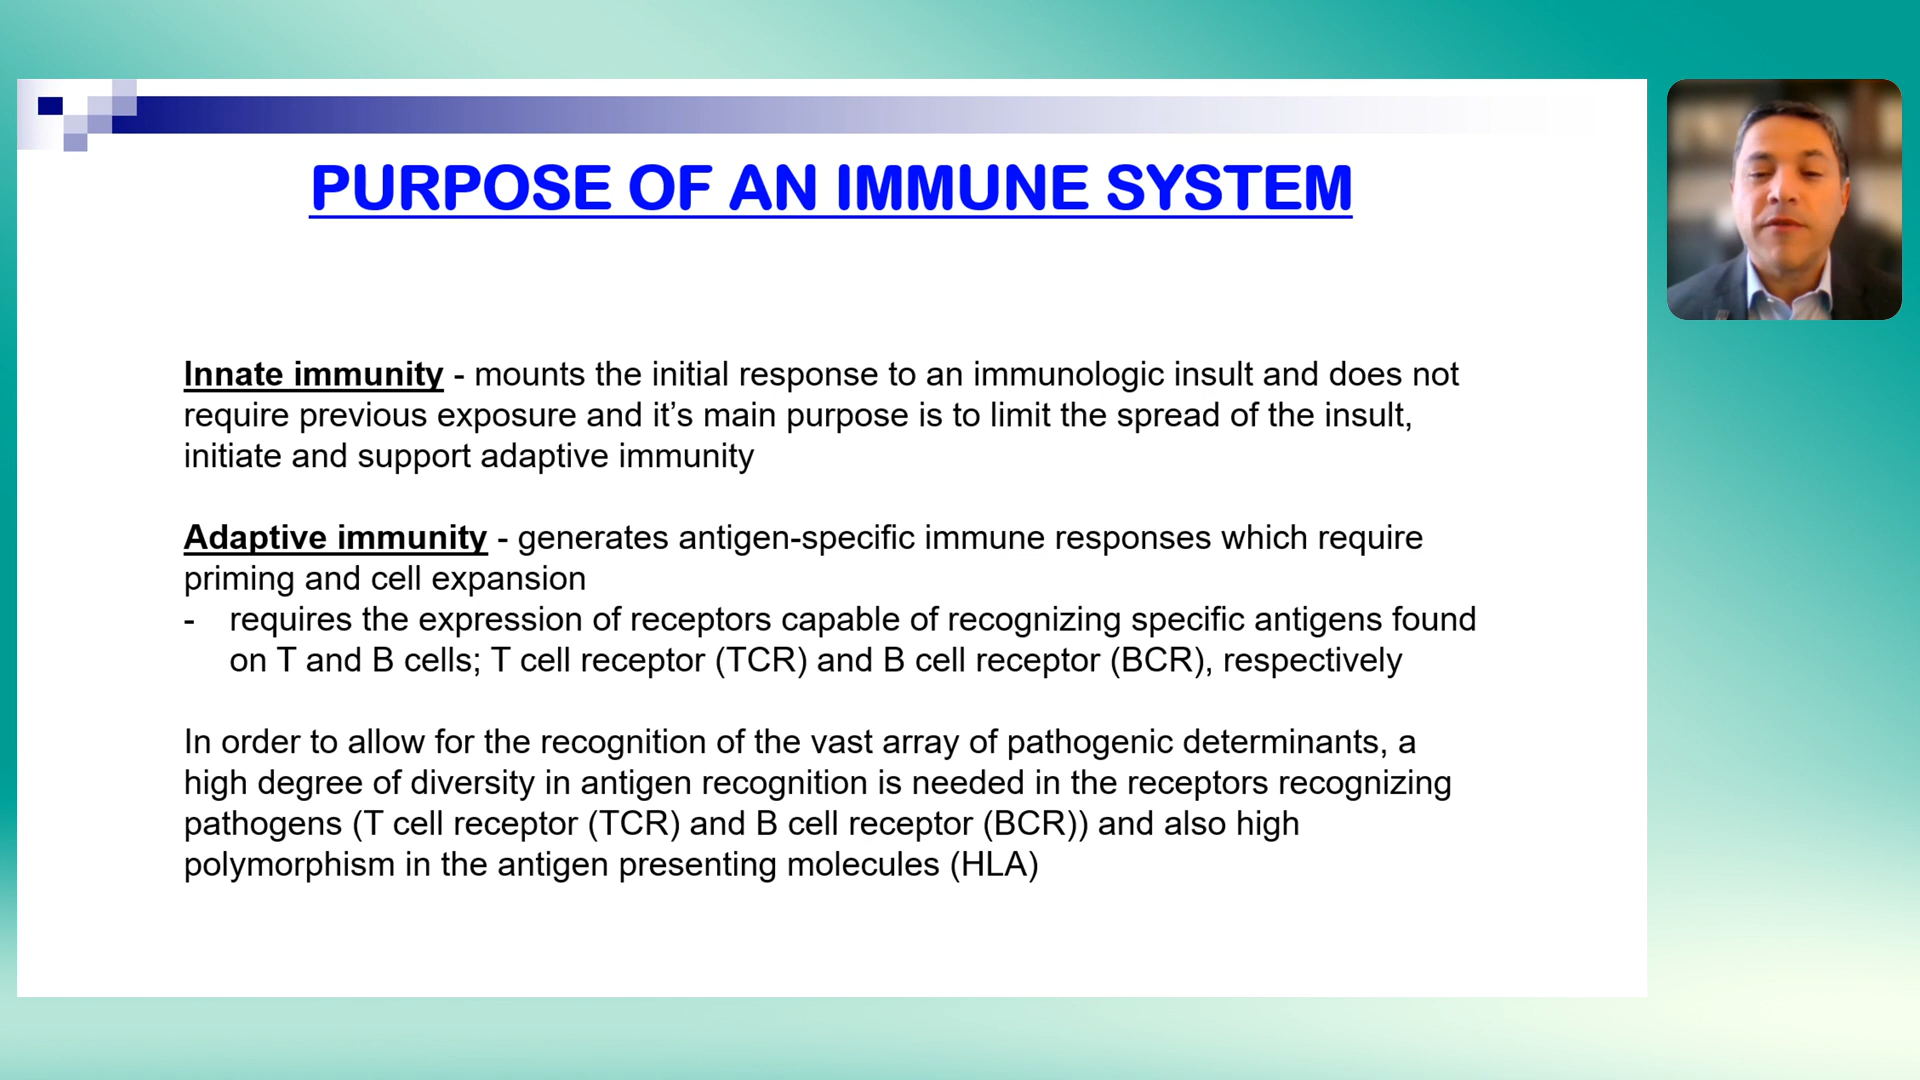 PURPOSE OF AN IMMUNE SYSTEM
Innate immunity - mounts the initial response to an immunologic insult and does not
require previous exposure and it’s main purpose is to limit the spread of the insult,
initiate and support adaptive immunity
Adaptive immunity - generates antigen-specific immune responses which require
priming and cell expansion
- requires the expression of receptors capable of recognizing specific antigens found
on T and B cells; T cell receptor (TCR) and B cell receptor (BCR), respectively
In order to allow for the recognition of the vast array of pathogenic determinants, a
high degree of diversity in antigen recognition is needed in the receptors recognizing
pathogens (T cell receptor (TCR) and B cell receptor (BCR)) and also high
polymorphism in the antigen presenting molecules (HLA)